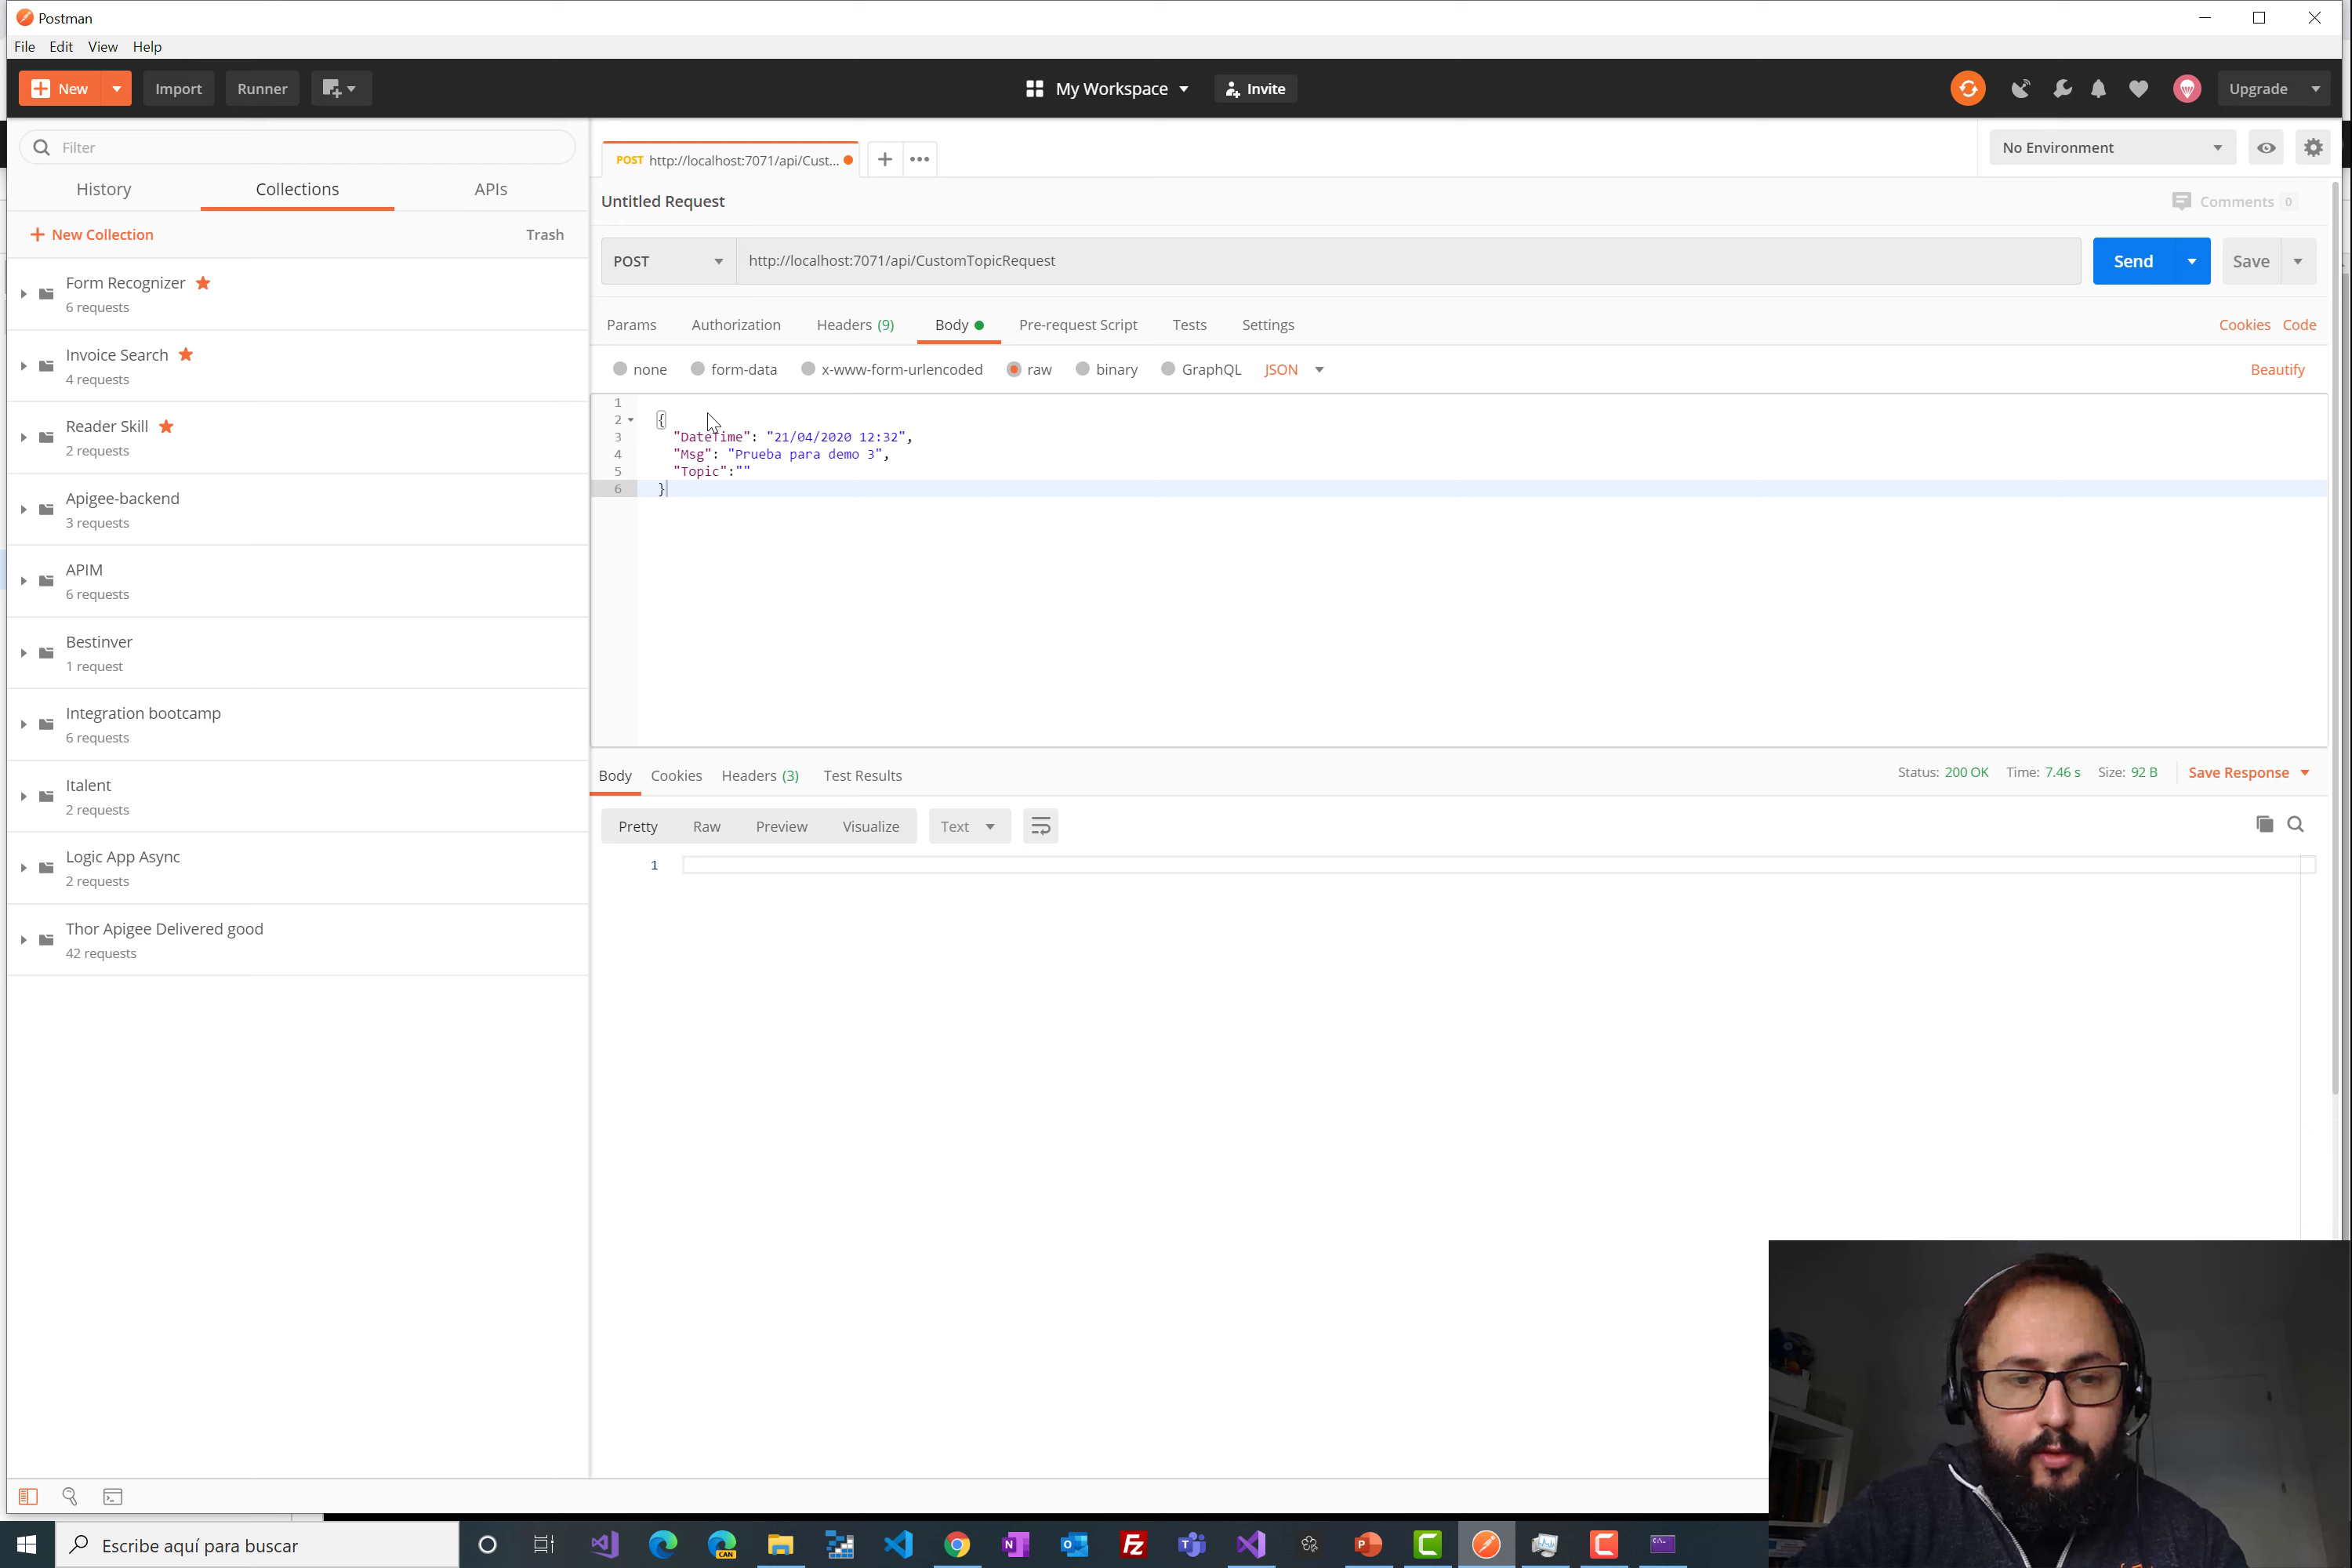 Postman
File Edit View Help
New Import Runner My Workspace Invite Upgrade
Filter
History Collections APIs
New Collection Trash
Form Recognizer
6 requests
Invoice Search
4 requests
Reader Skill
2 requests
Apigee-backend
3 requests
APIM
6 requests
Bestinver
1 request
Integration bootcamp
6 requests
Italent
2 requests
Logic App Async
2 requests
Thor Apigee Delivered good
42 requests
POST http://localhost:7071/api/Cust... No Environment
Untitled Request Comments 0
POST http://localhost:7071/api/CustomTopicRequest Send Save
Params Authorization Headers (9) Body Pre-request Script Tests Settings Cookies Code
none form-data x-www-form-urlencoded raw binary GraphQL JSON Beautify
1
2 {
3 "DateTime": "21/04/2020 12:32",
4 "Msg": "Prueba para demo 3",
5 "Topic":""
6 }
Body Cookies Headers (3) Test Results Status: 200 OK Time: 7.46 s Size: 92 B Save Response
Pretty Raw Preview Visualize Text
1
Escribe aquí para buscar
CAN